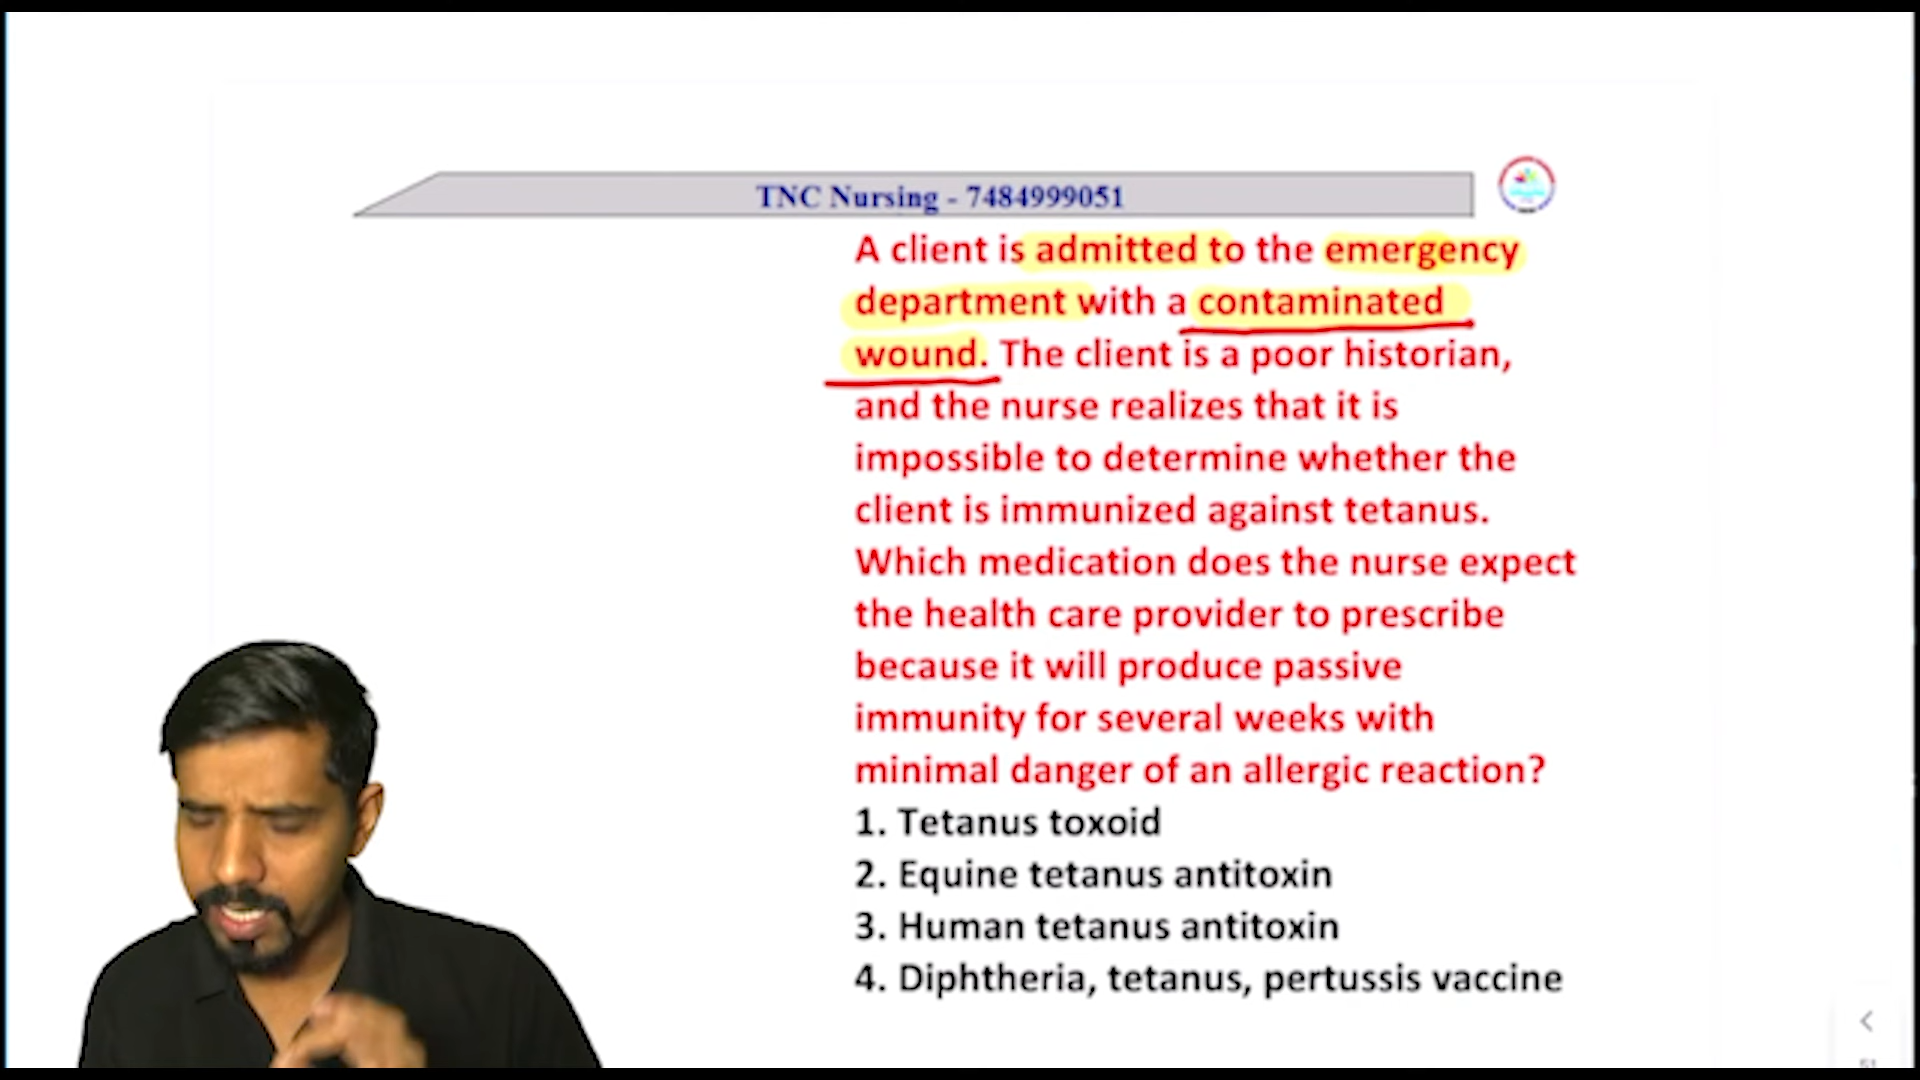 TNC Nursing - 7484999051
A client is admitted to the emergency
department with a contaminated
wound. The client is a poor historian,
and the nurse realizes that it is
impossible to determine whether the
client is immunized against tetanus.
Which medication does the nurse expect
the health care provider to prescribe
because it will produce passive
immunity for several weeks with
minimal danger of an allergic reaction?
1. Tetanus toxoid
2. Equine tetanus antitoxin
3. Human tetanus antitoxin
4. Diphtheria, tetanus, pertussis vaccine